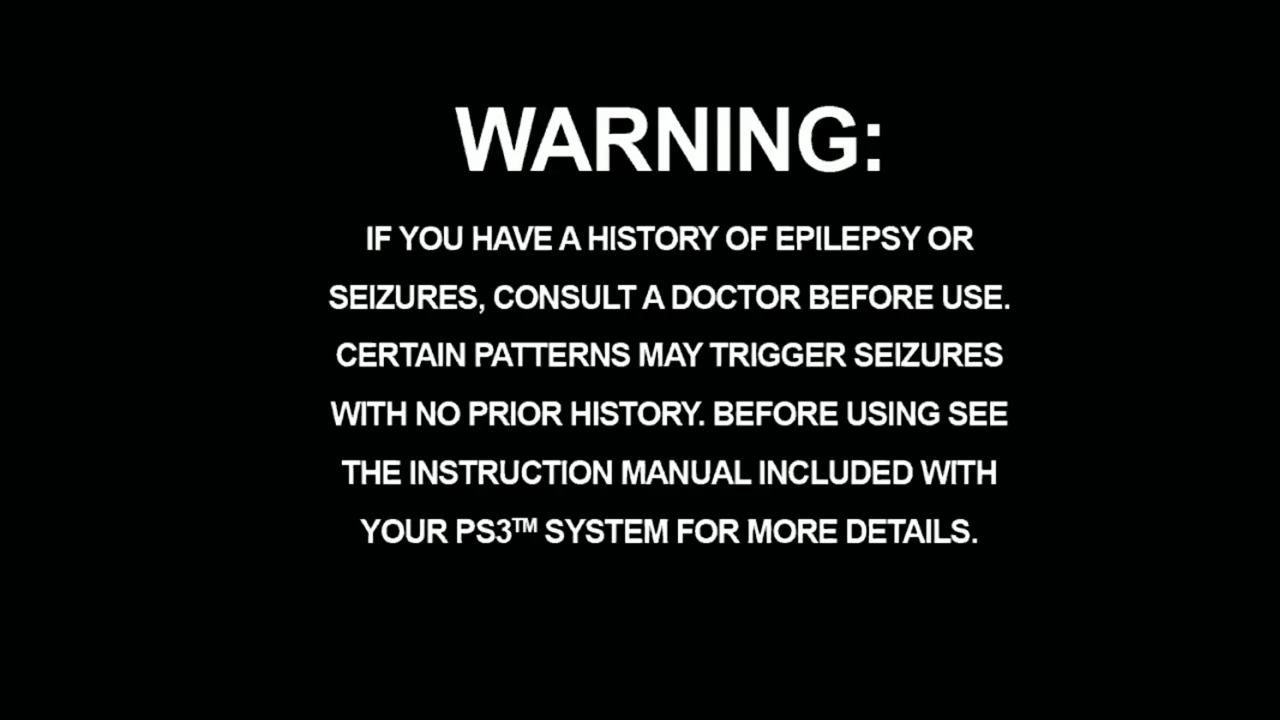 WARNING:
IF YOU HAVE A HISTORY OF EPILEPSY OR
SEIZURES, CONSULT A DOCTOR BEFORE USE.
CERTAIN PATTERNS MAY TRIGGER SEIZURES
WITH NO PRIOR HISTORY. BEFORE USING SEE
THE INSTRUCTION MANUAL INCLUDED WITH
YOUR PS3™ SYSTEM FOR MORE DETAILS.